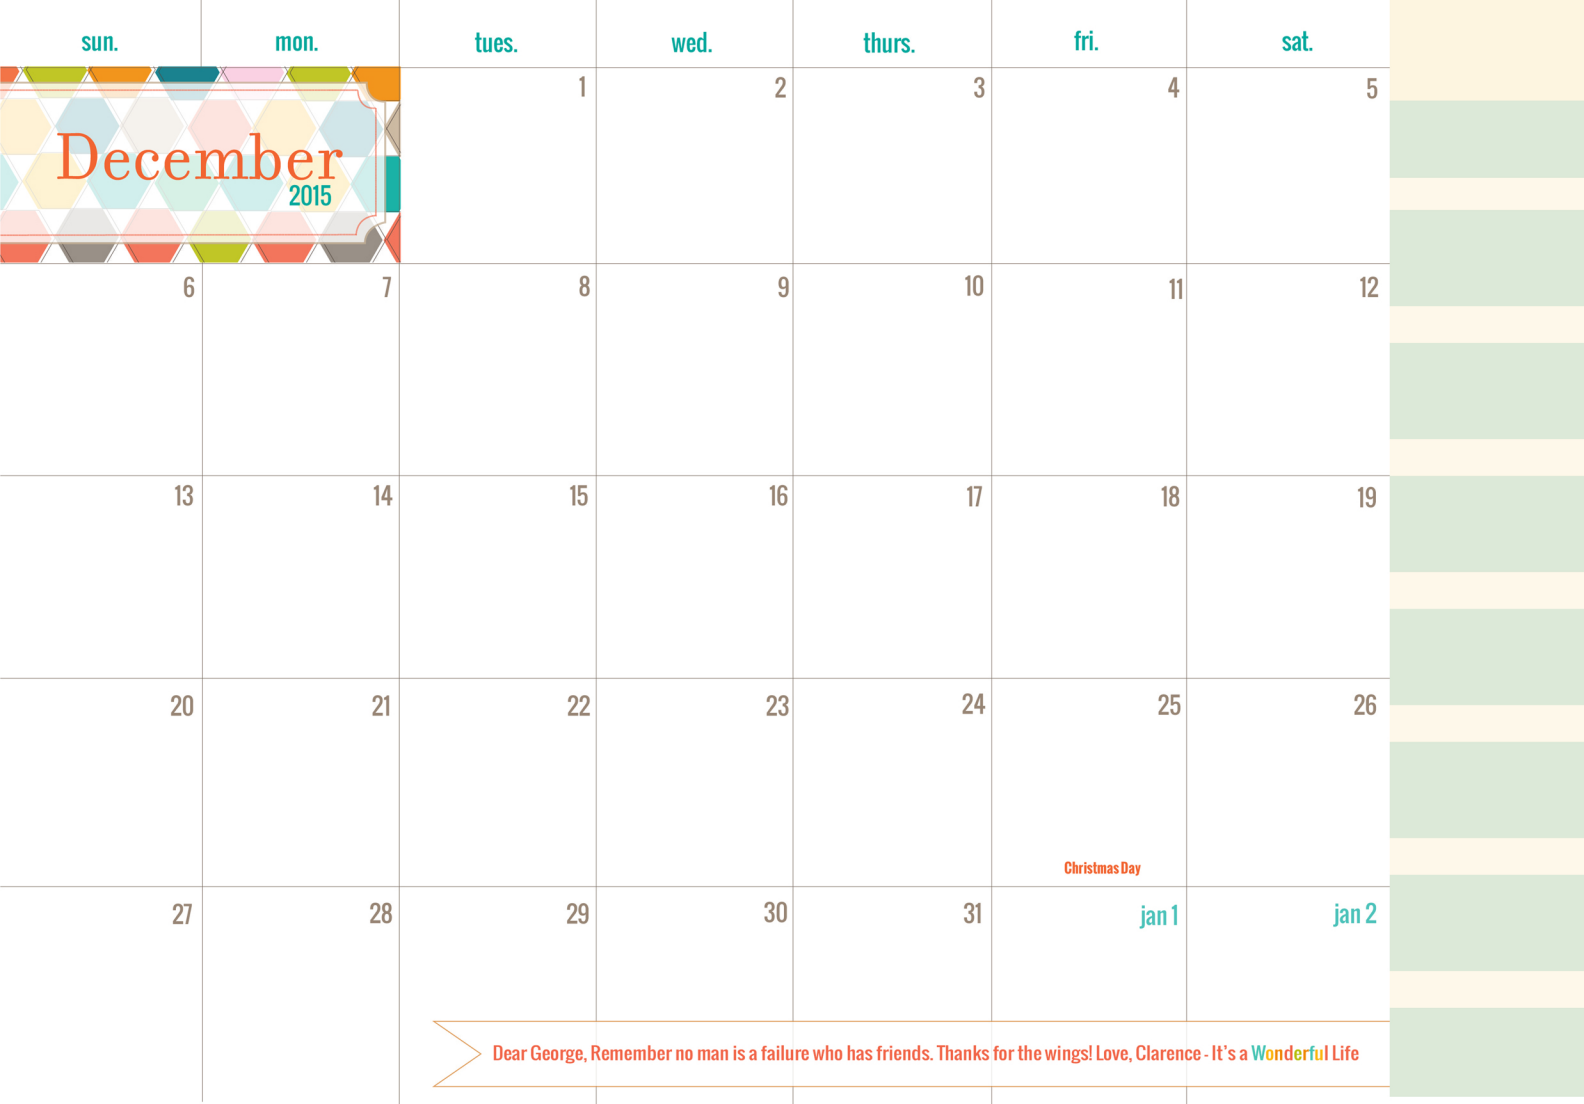 sun. mon. tues. wed. thurs. fri. sat.
December
2015
1 2 3 4 5
6 7 8 9 10 11 12
13 14 15 16 17 18 19
20 21 22 23 24 25 26
Christmas Day
27 28 29 30 31 jan 1 jan 2
Dear George, Remember no man is a failure who has friends. Thanks for the wings! Love, Clarence - It's a Wonderful Life